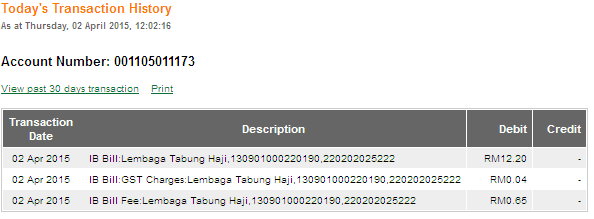 Today's Transaction History
As at Thursday, 02 April 2015, 12:02:16
Account Number: 001105011173
View past 30 days transaction Print
Transaction Date Description Debit Credit
02 Apr 2015 IB Bill:Lembaga Tabung Haji,130901000220190,220202025222 RM12.20 -
02 Apr 2015 IB Bill:GST Charges:Lembaga Tabung Haji,130901000220190,220202025222 RM0.04 -
02 Apr 2015 IB Bill Fee:Lembaga Tabung Haji,130901000220190,220202025222 RM0.65 -